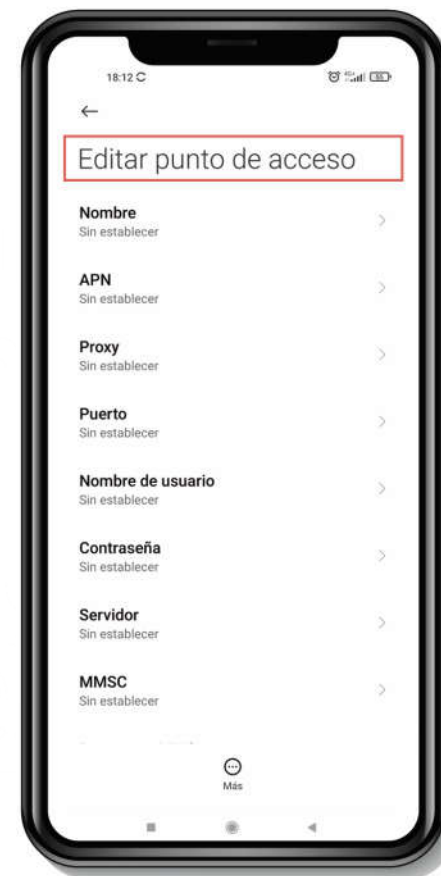 18:12
55
Editar punto de acceso
Nombre
Sin establecer
APN
Sin establecer
Proxy
Sin establecer
Puerto
Sin establecer
Nombre de usuario
Sin establecer
Contraseña
Sin establecer
Servidor
Sin establecer
MMSC
Sin establecer
Más